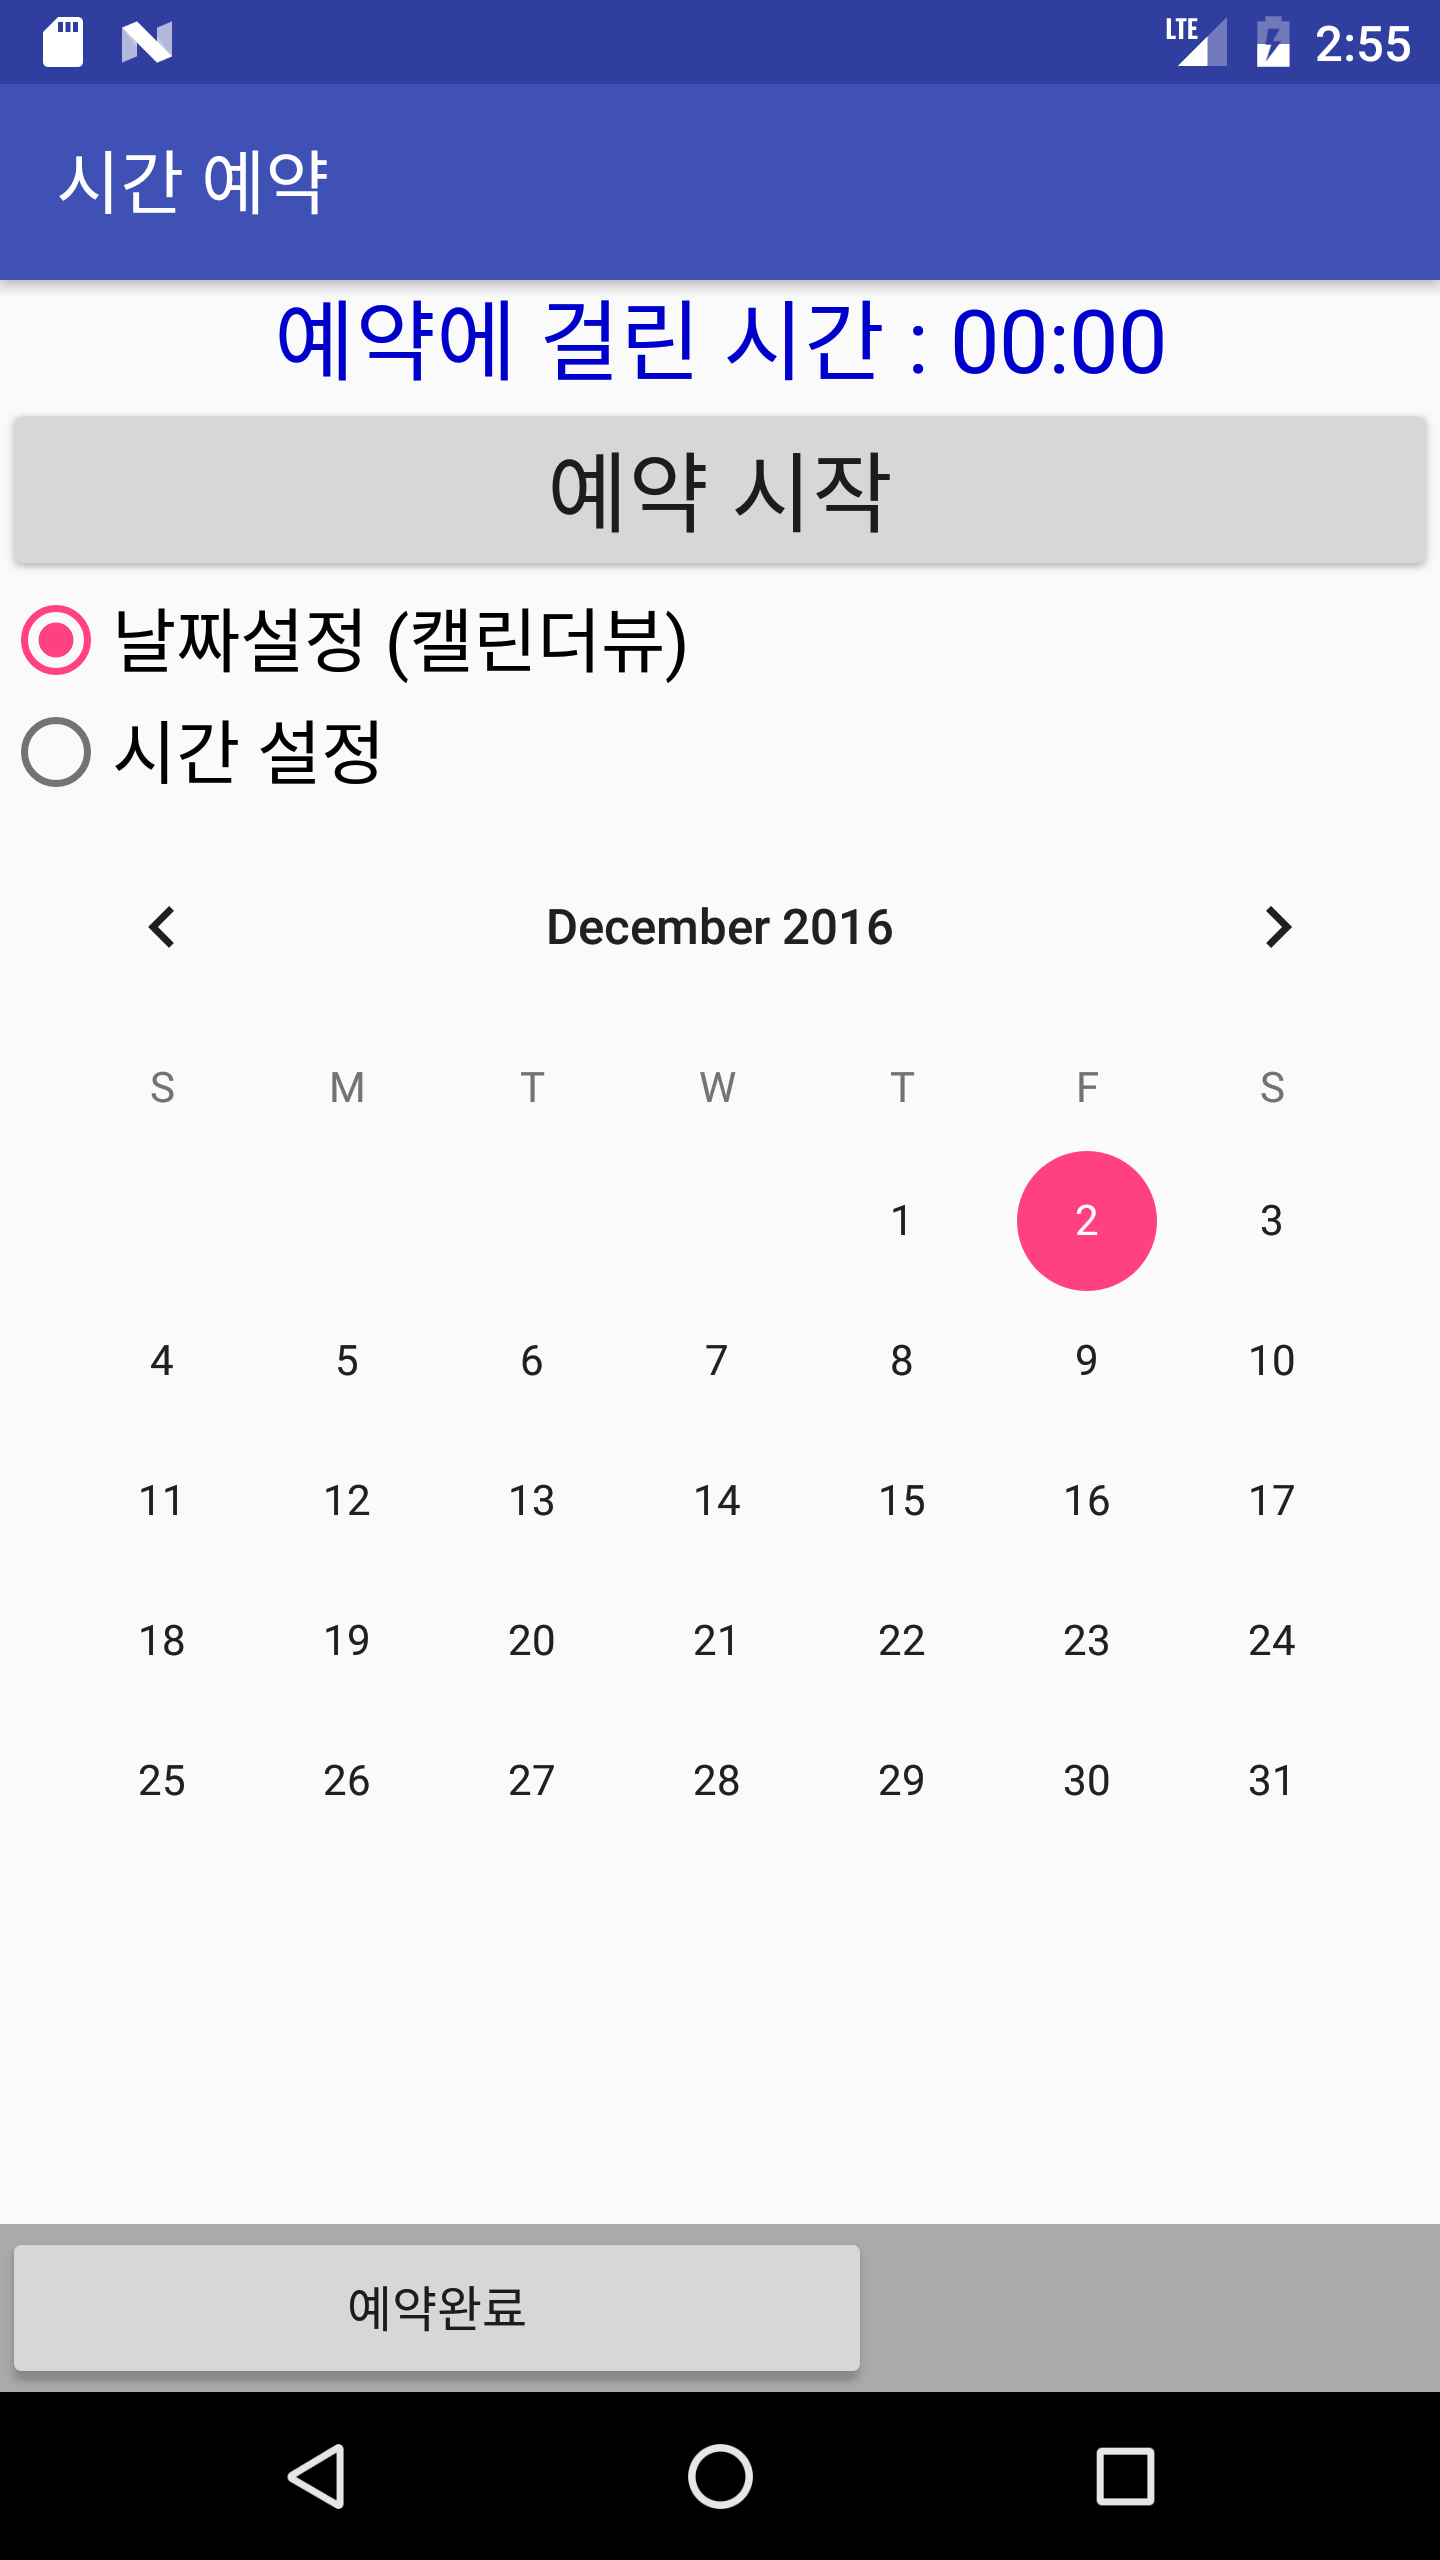 LTE 2:55
시간 예약
예약에 걸린 시간 : 00:00
예약 시작
날짜설정 (캘린더뷰)
시간 설정
December 2016
S M T W T F S
1 2 3
4 5 6 7 8 9 10
11 12 13 14 15 16 17
18 19 20 21 22 23 24
25 26 27 28 29 30 31
예약완료